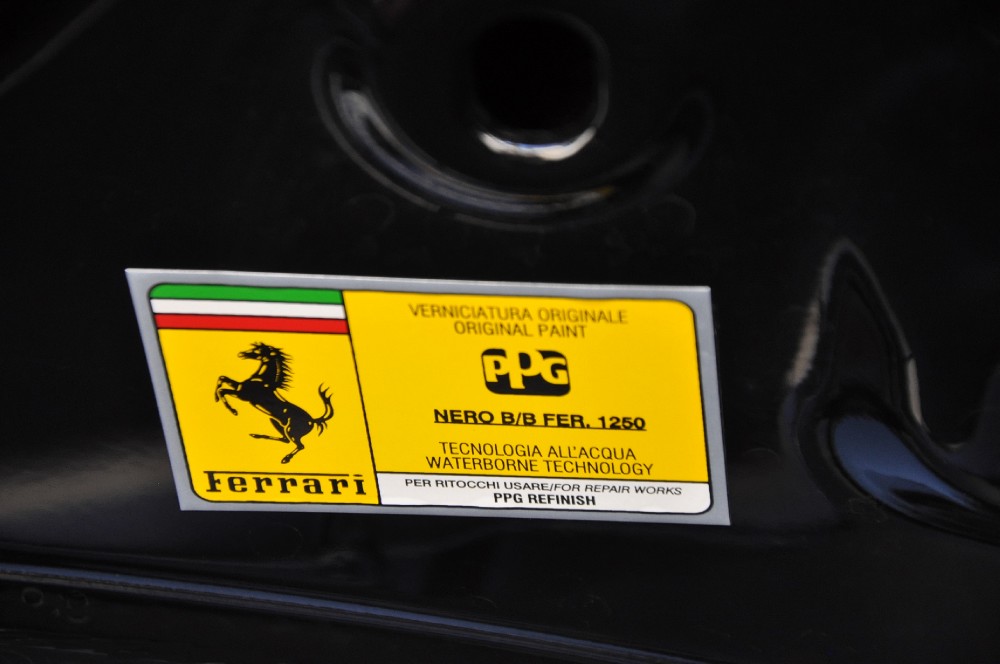 VERNICIATURA ORIGINALE
ORIGINAL PAINT
PPG
NERO B/B FER. 1250
TECNOLOGIA ALL'ACQUA
WATERBORNE TECHNOLOGY
PER RITOCCHI USARE/FOR REPAIR WORKS
PPG REFINISH
Ferrari